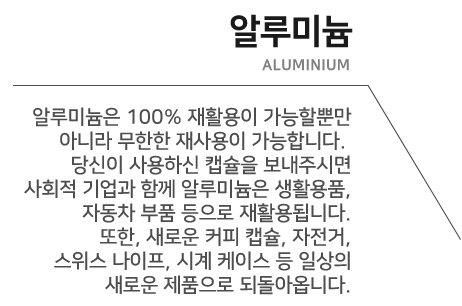 알루미늄
ALUMINIUM
알루미늄은 100% 재활용이 가능할뿐만
아니라 무한한 재사용이 가능합니다.
당신이 사용하신 캡슐을 보내주시면
사회적 기업과 함께 알루미늄은 생활용품,
자동차 부품 등으로 재활용됩니다.
또한, 새로운 커피 캡슐, 자전거,
스위스 나이프, 시계 케이스 등 일상의
새로운 제품으로 되돌아옵니다.